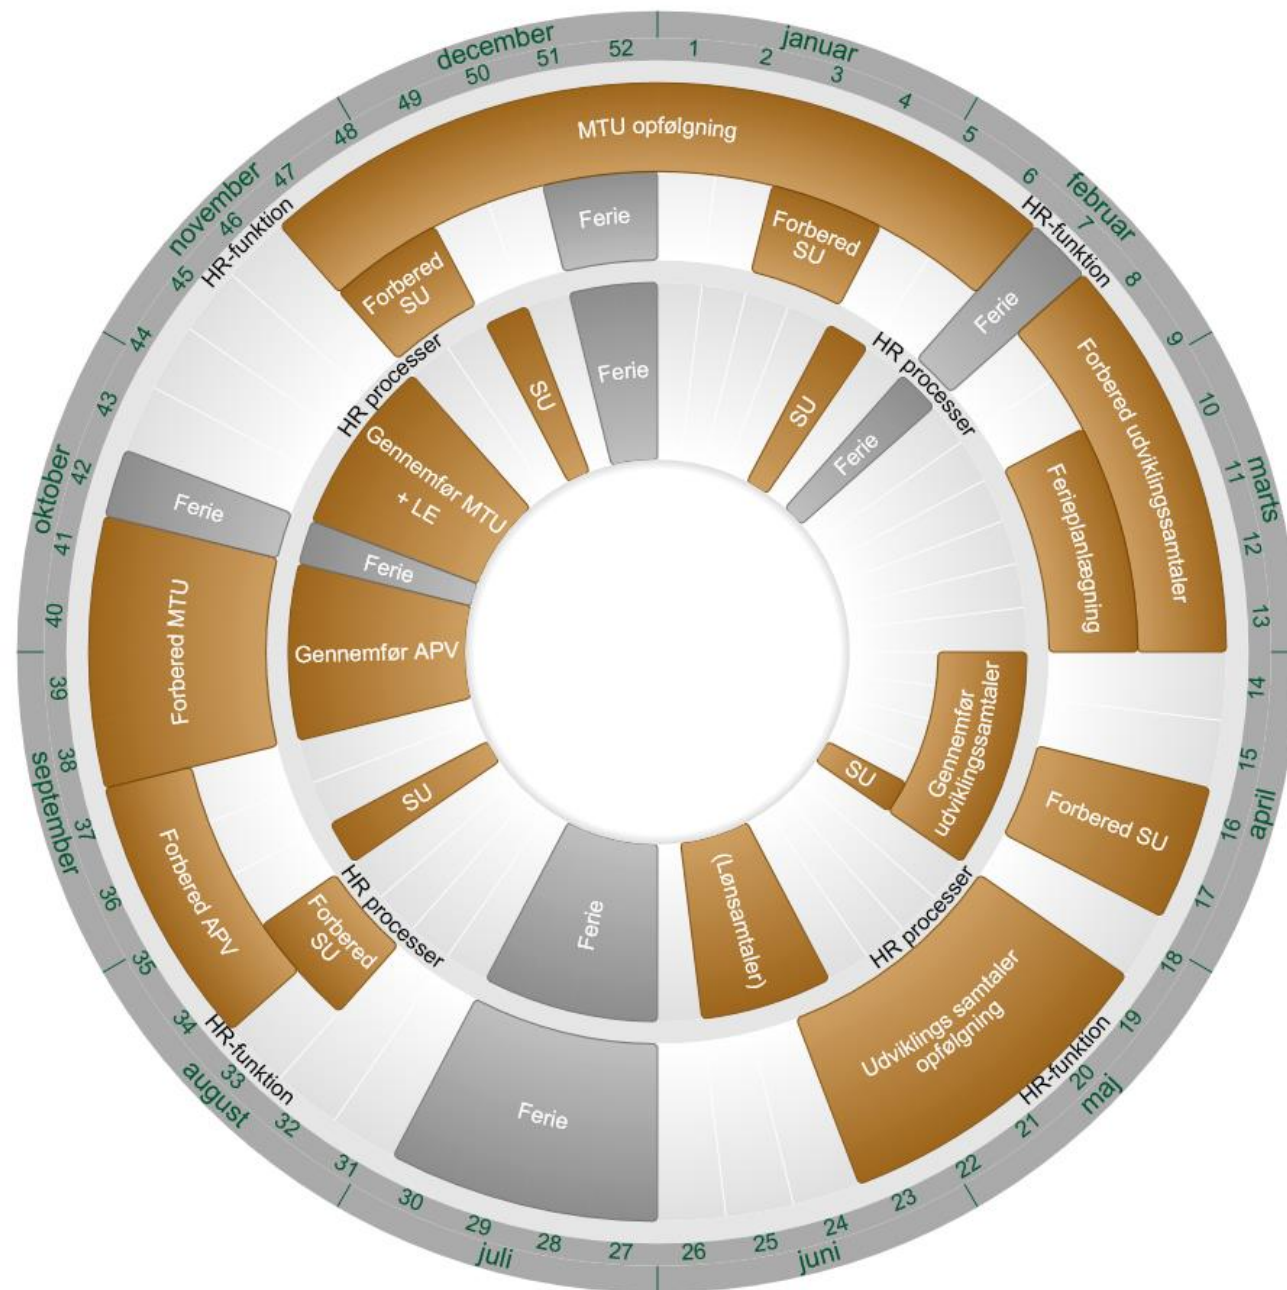 januar
februar
marts
april
maj
juni
juli
august
september
oktober
november
december
1
2
3
4
5
6
7
8
9
10
11
12
13
14
15
16
17
18
19
20
21
22
23
24
25
26
27
28
29
30
31
32
33
34
35
36
37
38
39
40
41
42
43
44
45
46
47
48
49
50
51
52
HR-funktion
HR-funktion
HR-funktion
HR-funktion
MTU opfølgning
Ferie
Forbered
SU
Ferie
Forbered udviklingssamtaler
Ferieplanlægning
Forbered SU
Udviklings samtaler
opfølgning
Ferie
Forbered
SU
Forbered APV
Forbered MTU
Ferie
Forbered
SU
HR processer
HR processer
HR processer
HR processer
Ferie
SU
Ferie
Gennemfør
udviklingssamtaler
SU
(Lønsamtaler)
Ferie
SU
Gennemfør APV
Ferie
Gennemfør MTU
+ LE
SU